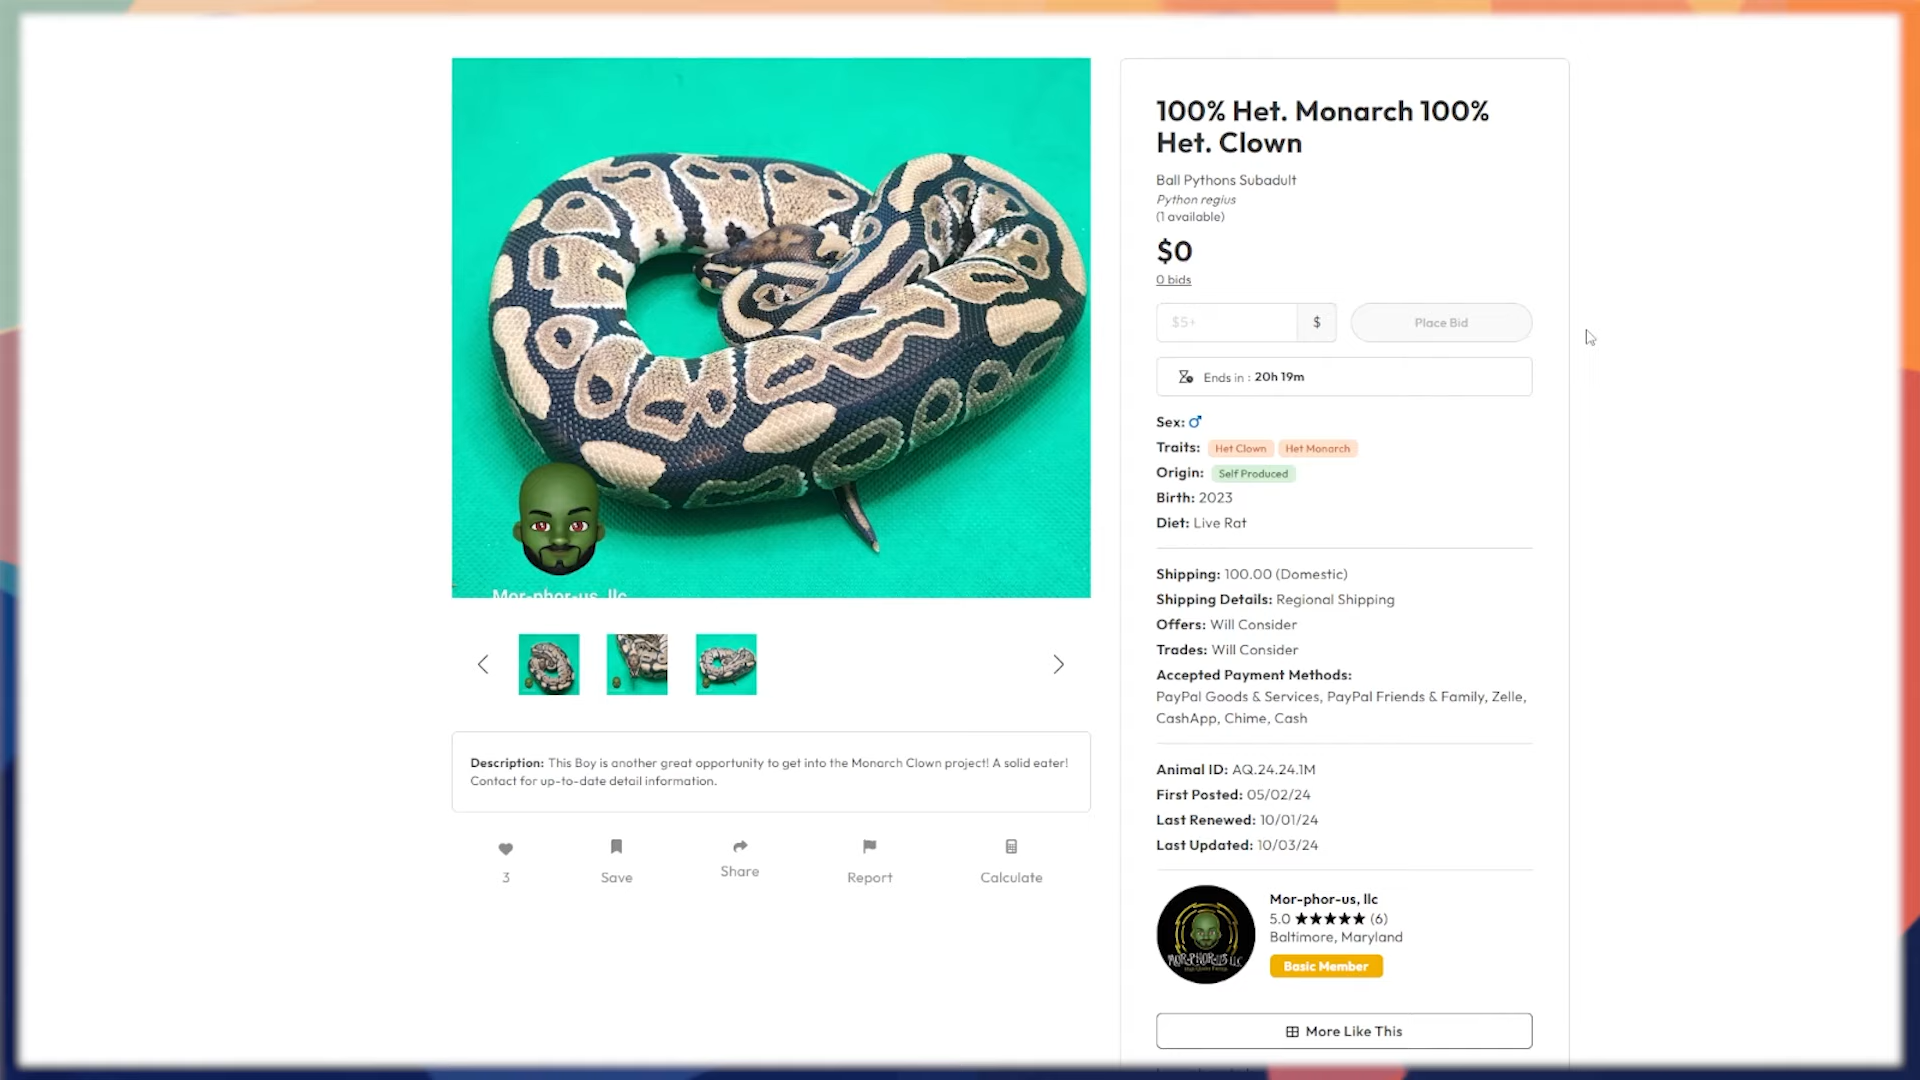 100% Het. Monarch 100%
Het. Clown
Ball Pythons Subadult
Python regius
(1 available)
$0
0 bids
$5+
$
Place Bid
Ends in : 20h 19m
Sex:
Traits: Het Clown Het Monarch
Origin: Self Produced
Birth: 2023
Diet: Live Rat
Shipping: 100.00 (Domestic)
Shipping Details: Regional Shipping
Offers: Will Consider
Trades: Will Consider
Accepted Payment Methods:
PayPal Goods & Services, PayPal Friends & Family, Zelle,
CashApp, Chime, Cash
Animal ID: AQ.24.24.1M
First Posted: 05/02/24
Last Renewed: 10/01/24
Last Updated: 10/03/24
Mor-phor-us, llc
5.0 ★★★★★ (6)
Baltimore, Maryland
Basic Member
MOR-PHOR-US LLC
More Like This
Mor-phor-us, llc
Description: This Boy is another great opportunity to get into the Monarch Clown project! A solid eater!
Contact for up-to-date detail information.
3
Save
Share
Report
Calculate